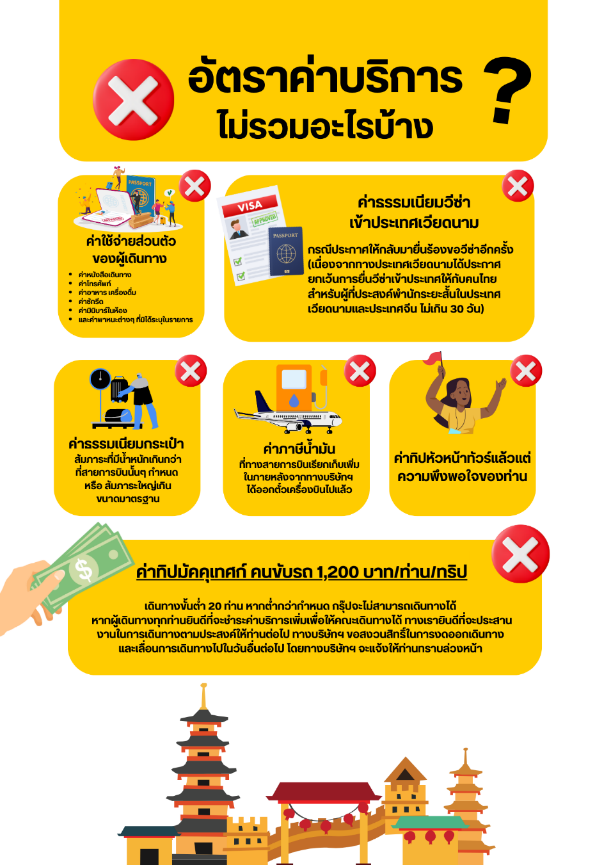 อัตราค่าบริการ
ไม่รวมอะไรบ้าง
?
PASSPORT
ค่าใช้จ่ายส่วนตัว
ของผู้เดินทาง
• ค่าหนังสือเดินทาง
• ค่าโทรศัพท์
• ค่าอาหาร เครื่องดื่ม
• ค่าซักรีด
• ค่ามินิบาร์ในห้อง
• และค่าพาหนะต่างๆ ที่มิได้ระบุในรายการ
VISA
APPROVED
PASSPORT
ค่าธรรมเนียมวีซ่า
เข้าประเทศเวียดนาม
กรณีประกาศให้กลับมายื่นร้องขอวีซ่าอีกครั้ง
(เนื่องจากทางประเทศเวียดนามได้ประกาศ
ยกเว้นการยื่นวีซ่าเข้าประเทศให้กับคนไทย
สำหรับผู้ที่ประสงค์พำนักระยะสั้นในประเทศ
เวียดนามและประเทศจีน ไม่เกิน 30 วัน)
ค่าธรรมเนียมกระเป๋า
สัมภาระที่มีน้ำหนักเกินกว่า
ที่สายการบินนั้นๆ กำหนด
หรือ สัมภาระใหญ่เกิน
ขนาดมาตรฐาน
ค่าภาษีน้ำมัน
ที่ทางสายการบินเรียกเก็บเพิ่ม
ในภายหลังจากทางบริษัทฯ
ได้ออกตั๋วเครื่องบินไปแล้ว
ค่าทิปหัวหน้าทัวร์แล้วแต่
ความพึงพอใจของท่าน
ค่าทิปมัคคุเทศก์ คนขับรถ 1,200 บาท/ท่าน/ทริป
เดินทางขั้นต่ำ 20 ท่าน หากต่ำกว่ากำหนด กรุ๊ปจะไม่สามารถเดินทางได้
หากผู้เดินทางทุกท่านยินดีที่จะชำระค่าบริการเพิ่มเพื่อให้คณะเดินทางได้ ทางเรายินดีที่จะประสาน
งานในการเดินทางตามประสงค์ให้ท่านต่อไป ทางบริษัทฯ ขอสงวนสิทธิ์ในการงดออกเดินทาง
และเลื่อนการเดินทางไปในวันอื่นต่อไป โดยทางบริษัทฯ จะแจ้งให้ท่านทราบล่วงหน้า